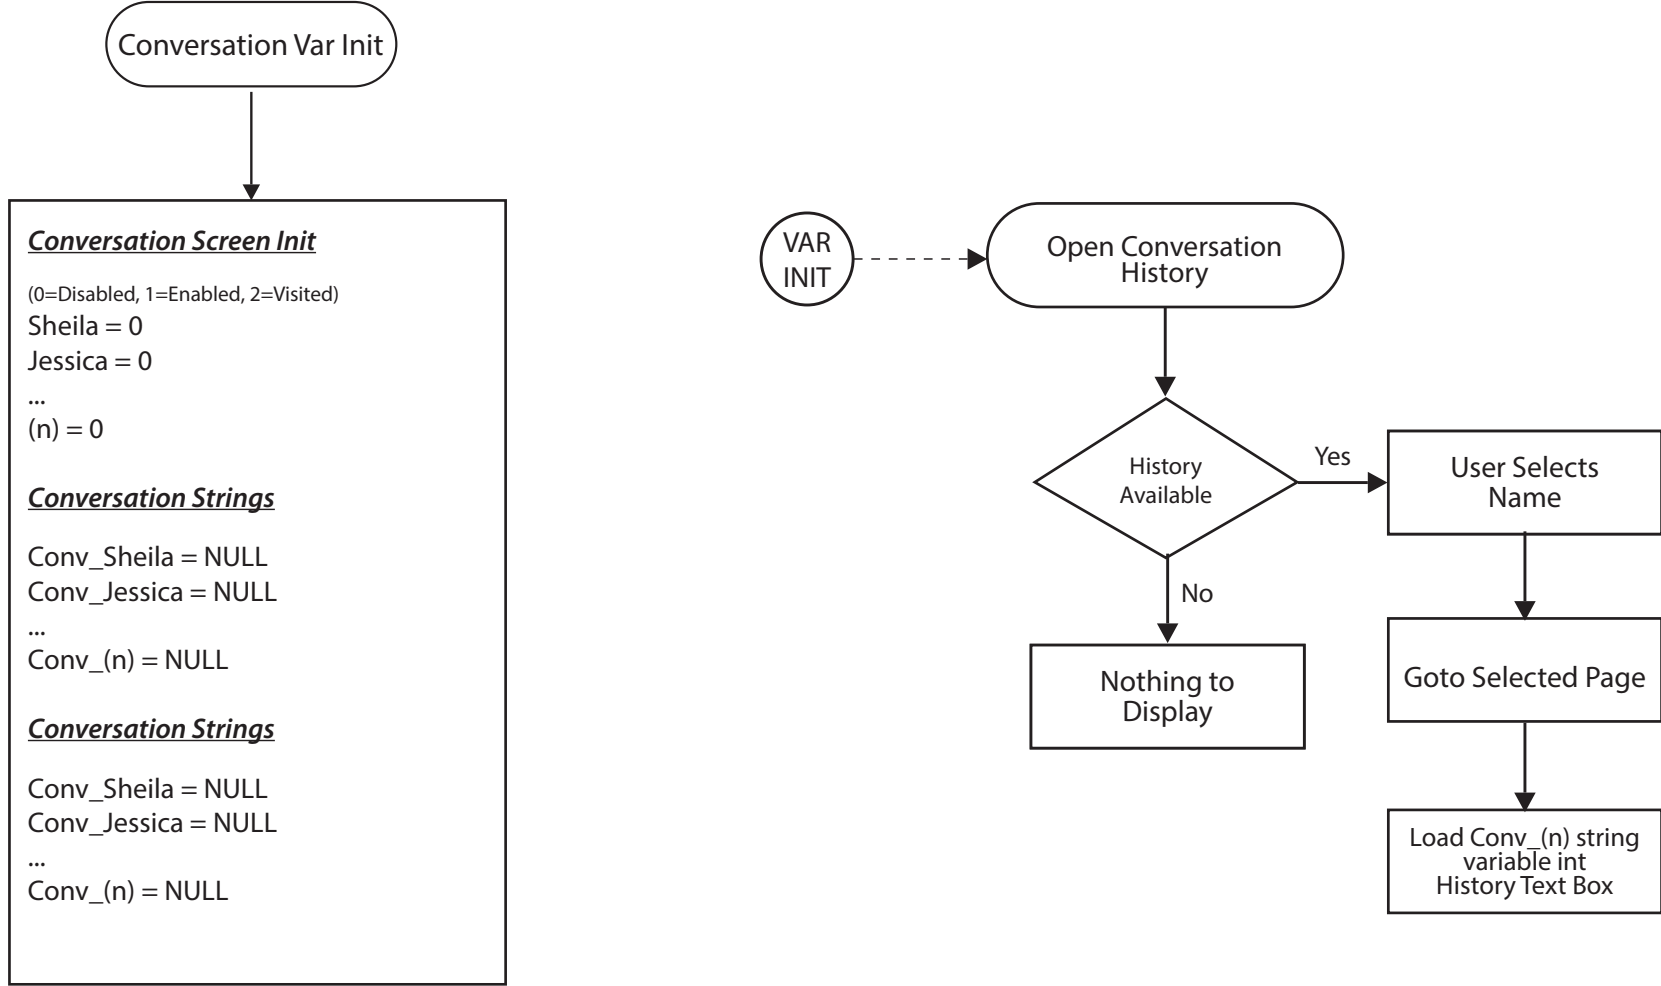 Conversation Var Init
Conversation Screen Init
(0=Disabled, 1=Enabled, 2=Visited)
Sheila = 0
Jessica = 0
...
(n) = 0
Conversation Strings
Conv_Sheila = NULL
Conv_Jessica = NULL
...
Conv_(n) = NULL
Conversation Strings
Conv_Sheila = NULL
Conv_Jessica = NULL
...
Conv_(n) = NULL
VAR
INIT
Open Conversation
History
History
Available
Yes
User Selects
Name
No
Nothing to
Display
Goto Selected Page
Load Conv_(n) string
variable int
History Text Box